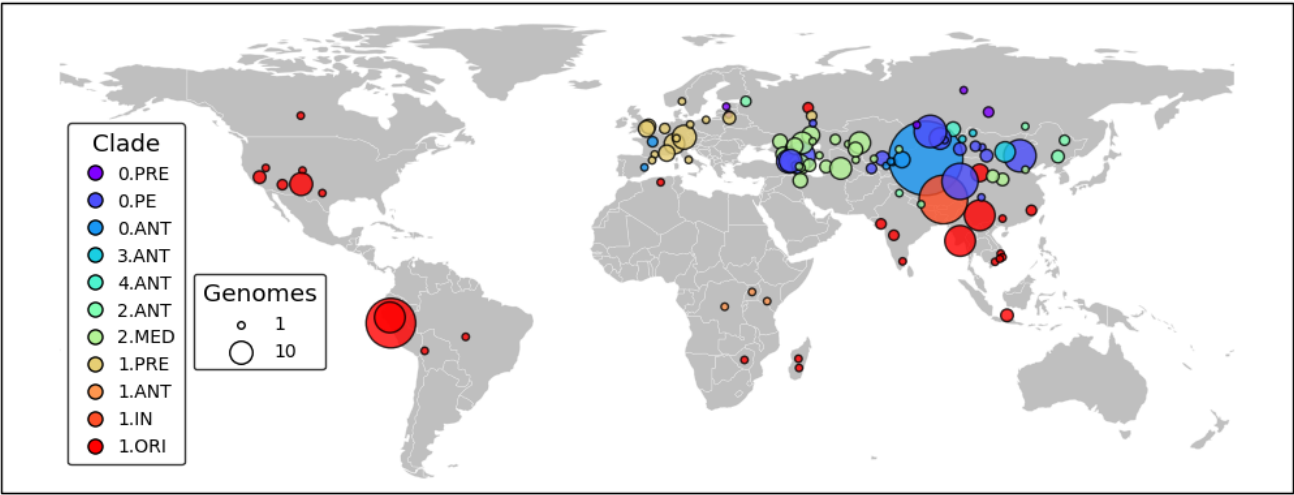 Clade
0.PRE
0.PE
0.ANT
3.ANT
4.ANT
2.ANT
2.MED
1.PRE
1.ANT
1.IN
1.ORI
Genomes
1
10